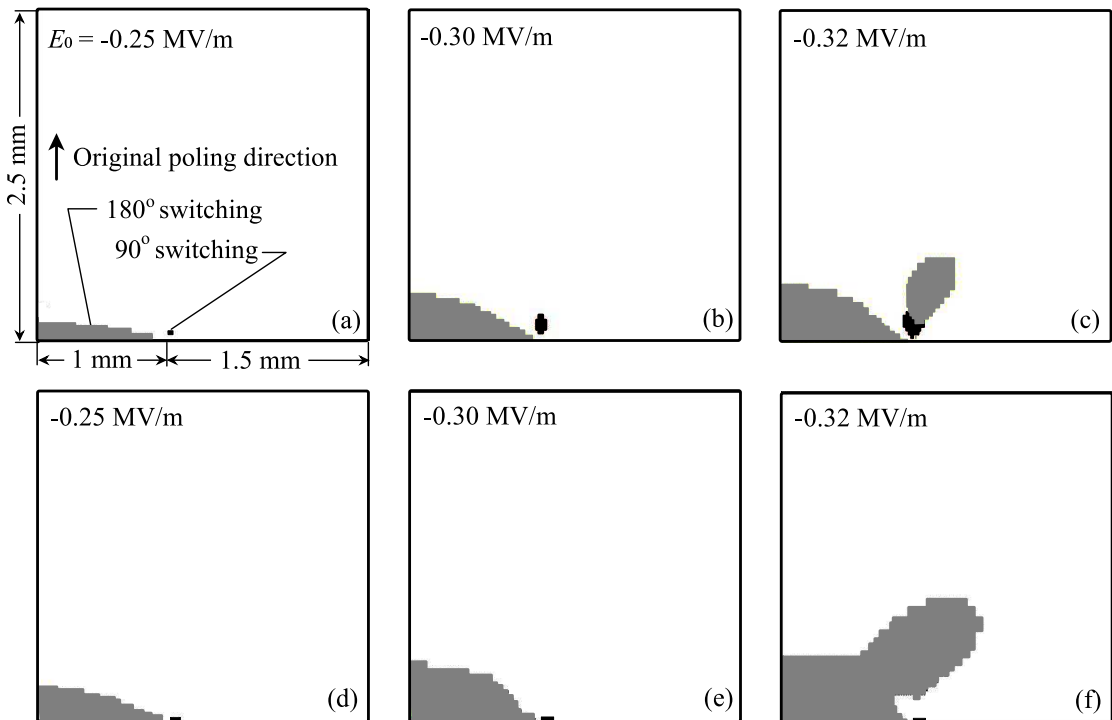 E₀ = -0.25 MV/m
Original poling direction
180° switching
90° switching
(a)
2.5 mm
1 mm
1.5 mm
-0.30 MV/m
(b)
-0.32 MV/m
(c)
-0.25 MV/m
(d)
-0.30 MV/m
(e)
-0.32 MV/m
(f)